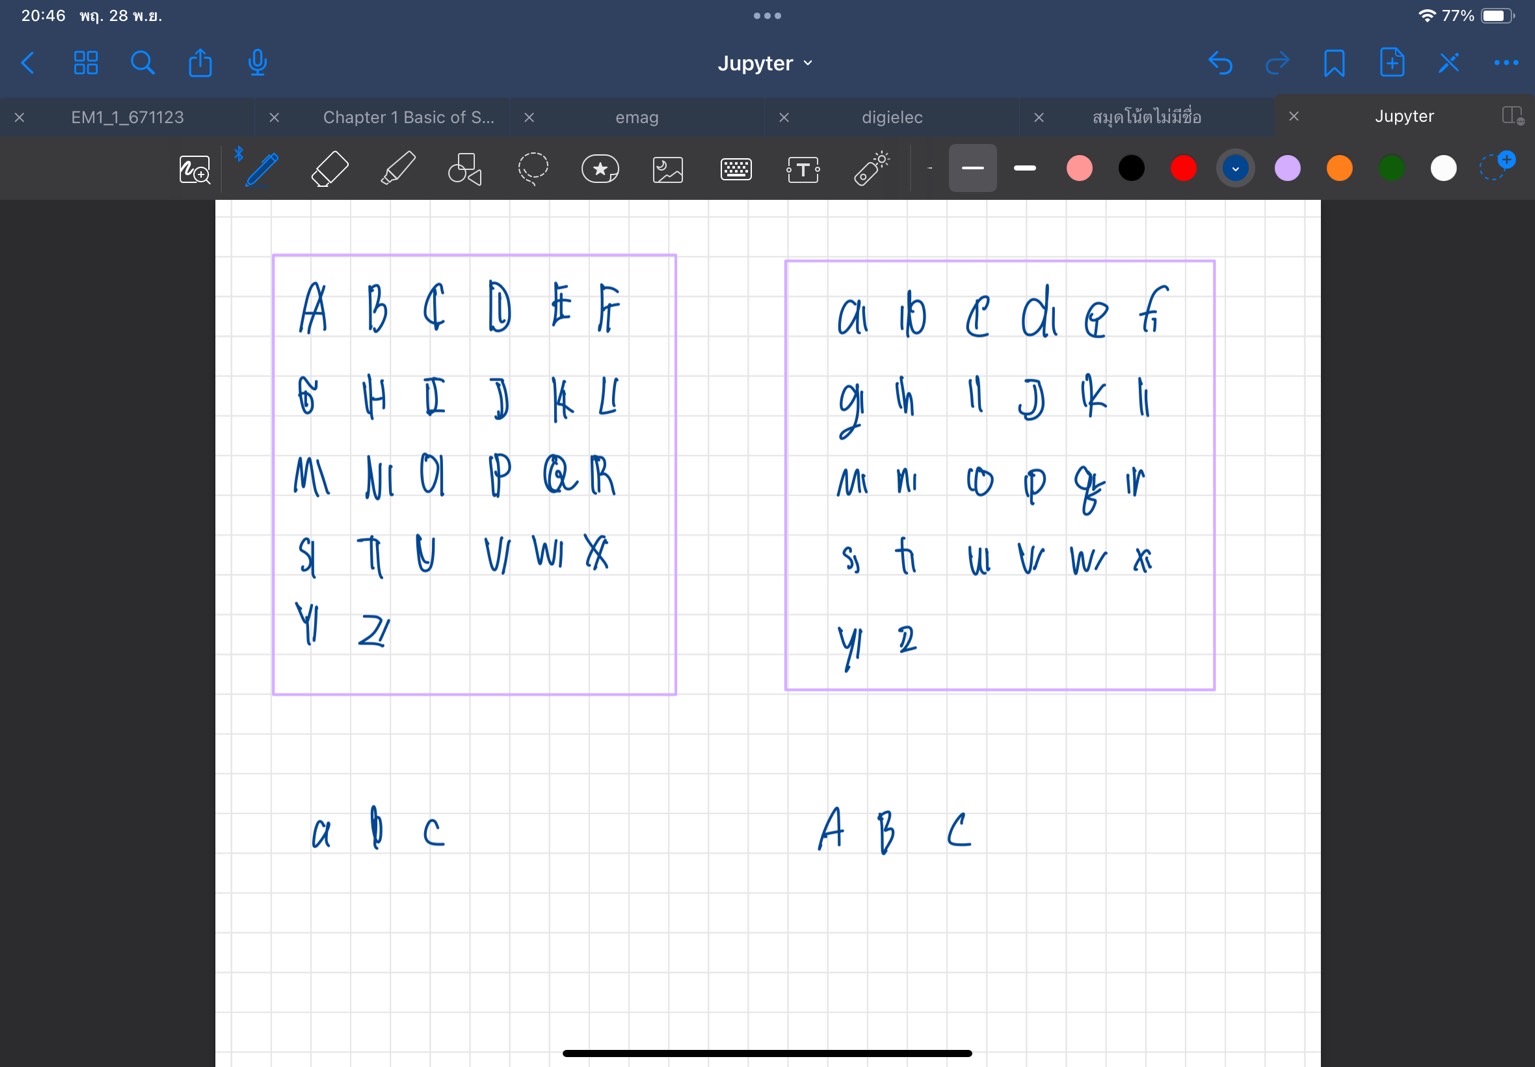 20:46 พฤ. 28 พ.ย.
77%
Jupyter
EM1_1_671123
Chapter 1 Basic of S...
emag
digielec
สมุดโน้ตไม่มีชื่อ
Jupyter
A B C D E F
G H I J K L
M N O P Q R
S T U V W X
Y Z
a b c d e f
g h i j k l
m n o p q r
s t u v w x
y z
a b c
A B C